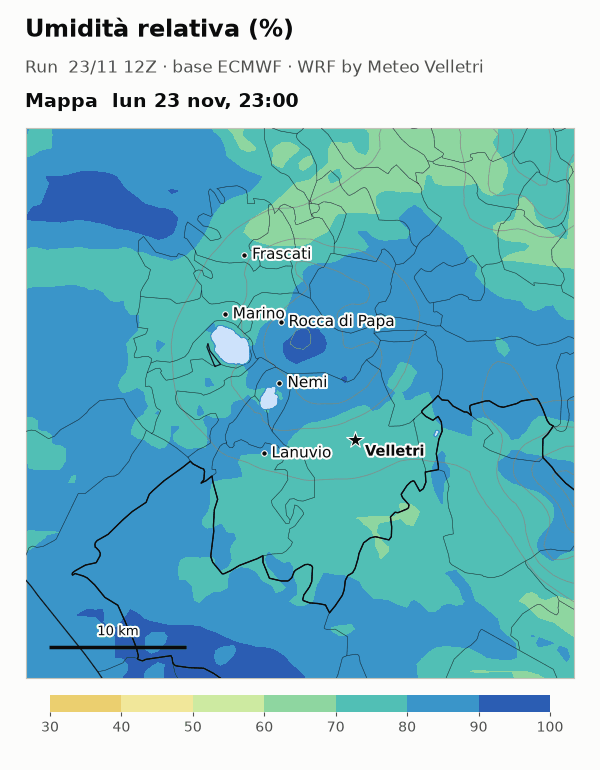 Umidità relativa (%)
Run  23/11 12Z · base ECMWF · WRF by Meteo Velletri
Mappa  lun 23 nov, 23:00
Frascati
Marino
Rocca di Papa
Nemi
Velletri
Lanuvio
10 km
30 40 50 60 70 80 90 100